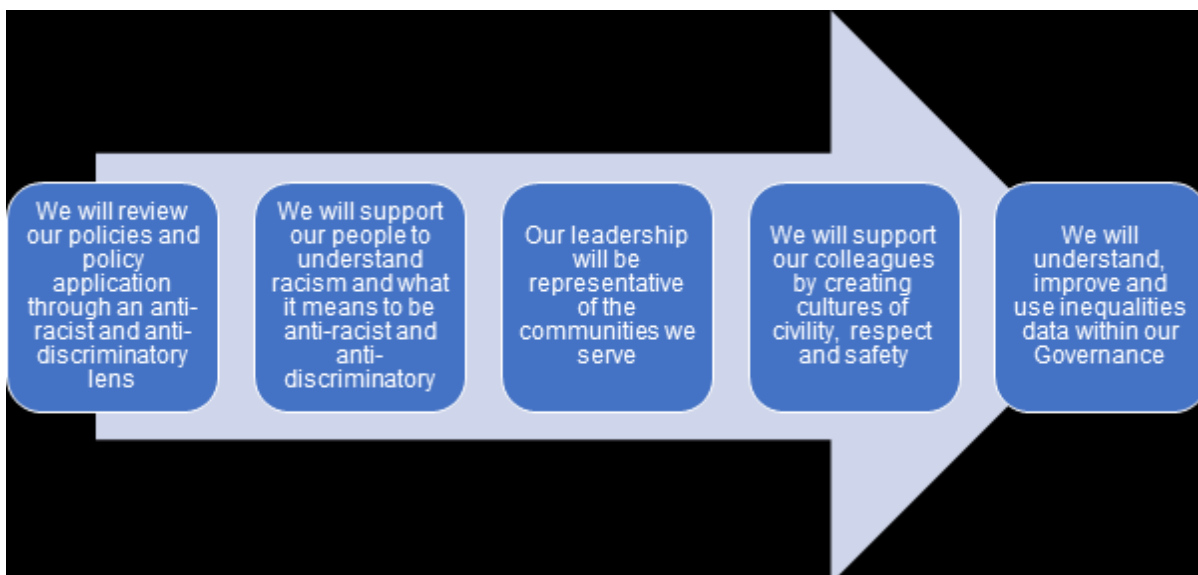 We will review
our policies and
policy
application
through an anti-
racist and anti-
discriminatory
lens
We will support
our people to
understand
racism and what
it means to be
anti-racist and
anti-
discriminatory
Our leadership
will be
representative
of the
communities we
serve
We will support
our colleagues
by creating
cultures of
civility, respect
and safety
We will
understand,
improve and
use inequalities
data within our
Governance